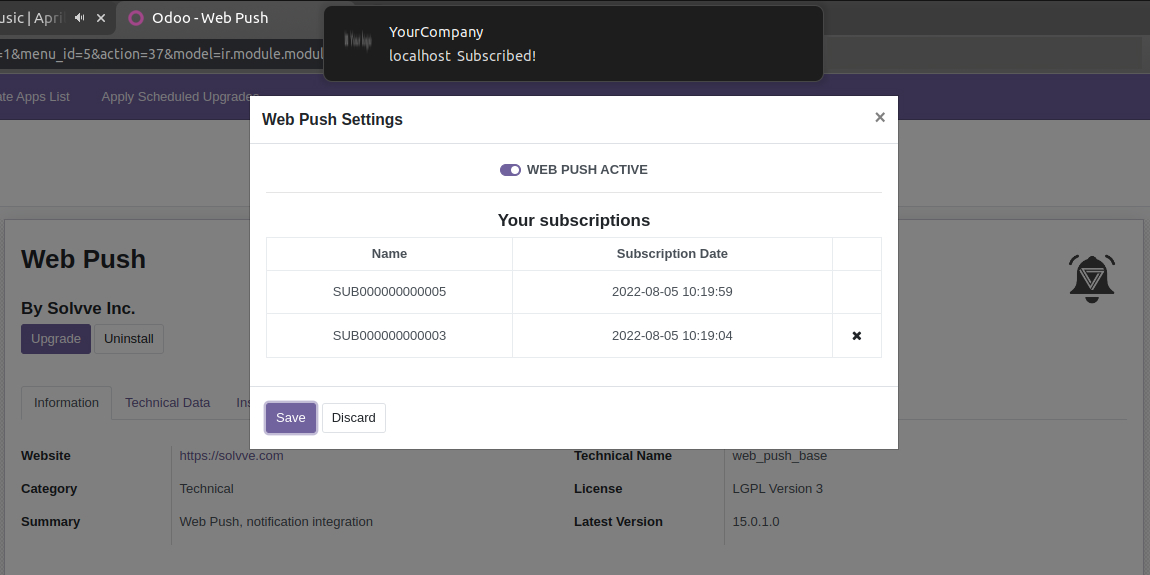 usic | April
Odoo - Web Push
=1&menu_id=5&action=37&model=ir.module.modul
YourCompany
localhost Subscribed!
ate Apps List
Apply Scheduled Upgrades
Web Push Settings
×
WEB PUSH ACTIVE
Your subscriptions
Name Subscription Date
SUB000000000005 2022-08-05 10:19:59
SUB000000000003 2022-08-05 10:19:04
Save Discard
Web Push
By Solvve Inc.
Upgrade Uninstall
Information Technical Data Ins
Website https://solvve.com Technical Name web_push_base
Category Technical License LGPL Version 3
Summary Web Push, notification integration Latest Version 15.0.1.0